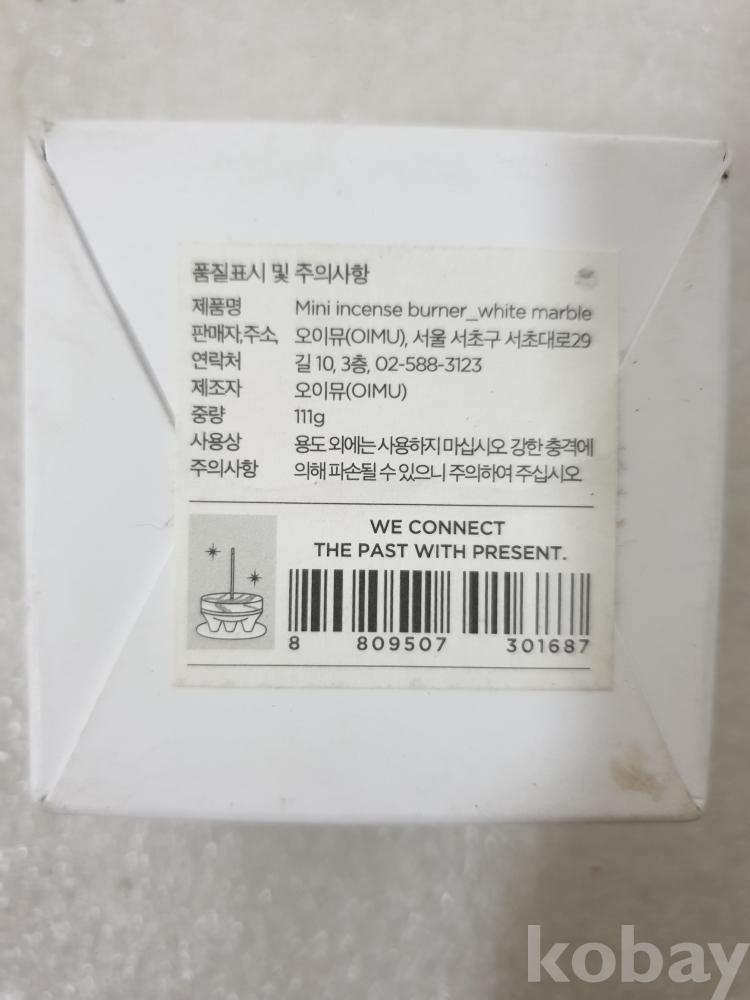 품질표시 및 주의사항
제품명 Mini incense burner_white marble
판매자,주소, 오이뮤(OIMU), 서울 서초구 서초대로29
연락처 길 10, 3층, 02-588-3123
제조자 오이뮤(OIMU)
중량 111g
사용상 용도 외에는 사용하지 마십시오 강한 충격에
주의사항 의해 파손될 수 있으니 주의하여 주십시오
WE CONNECT
THE PAST WITH PRESENT.
8 809507 301687
kobay